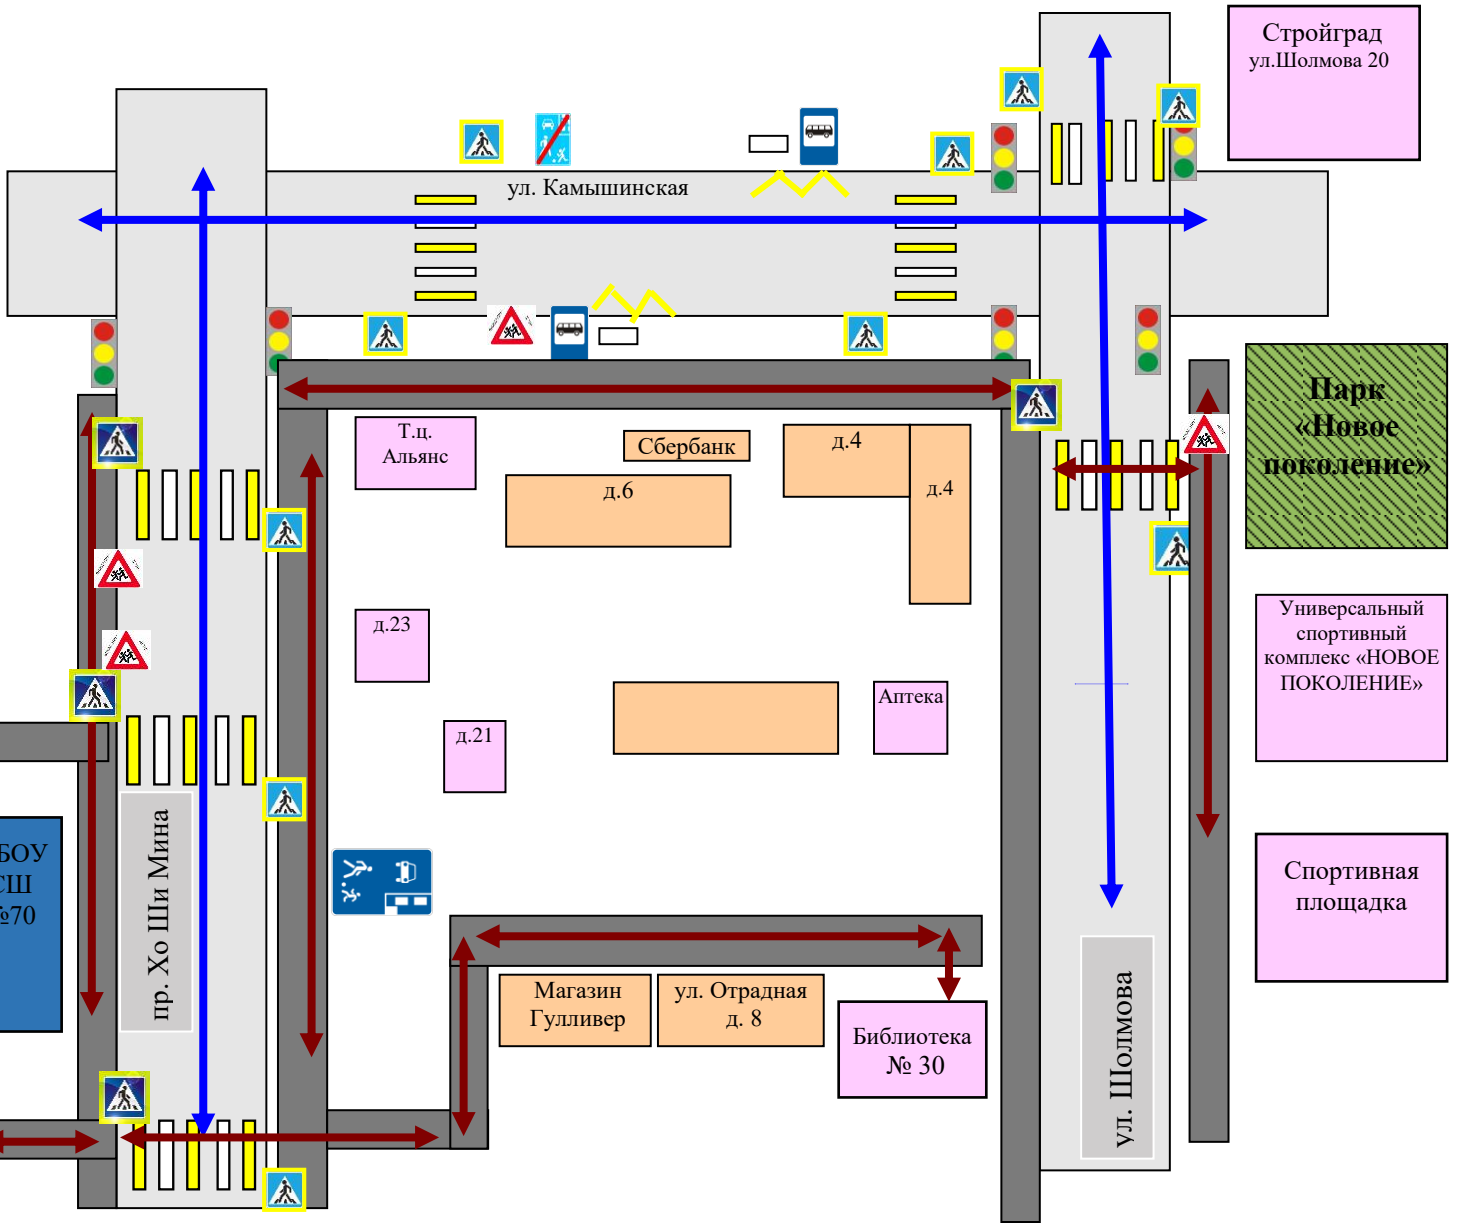 Стройград
ул.Шолмова 20
ул. Камышинская
Т.ц.
Альянс
Сбербанк
д.4
д.4
д.6
Парк
«Новое
поколение»
д.23
Универсальный
спортивный
комплекс «НОВОЕ
ПОКОЛЕНИЕ»
Аптека
д.21
БОУ
СШ
№70
пр. Хо Ши Мина
Спортивная
площадка
Магазин
Гулливер
ул. Отрадная
д. 8
Библиотека
№ 30
ул. Шолмова